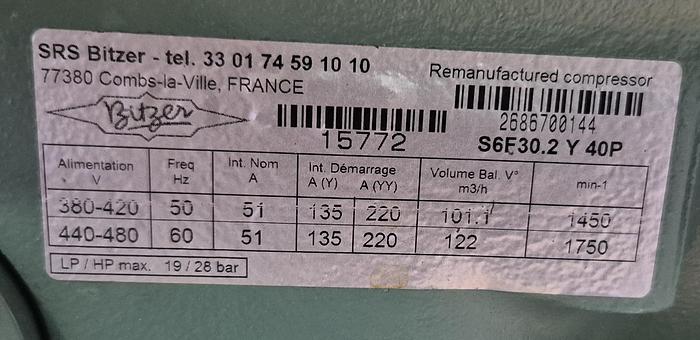 SRS Bitzer - tel. 33 01 74 59 10 10
77380 Combs-la-Ville, FRANCE
Remanufactured compressor
Bitzer
15772
2686700144
S6F30.2 Y 40P
Alimentation V Freq Hz Int. Nom A Int. Démarrage A (Y) A (YY) Volume Bal. V° m3/h min-1
380-420 50 51 135 220 101.1 1450
440-480 60 51 135 220 122 1750
LP / HP max. 19 / 28 bar